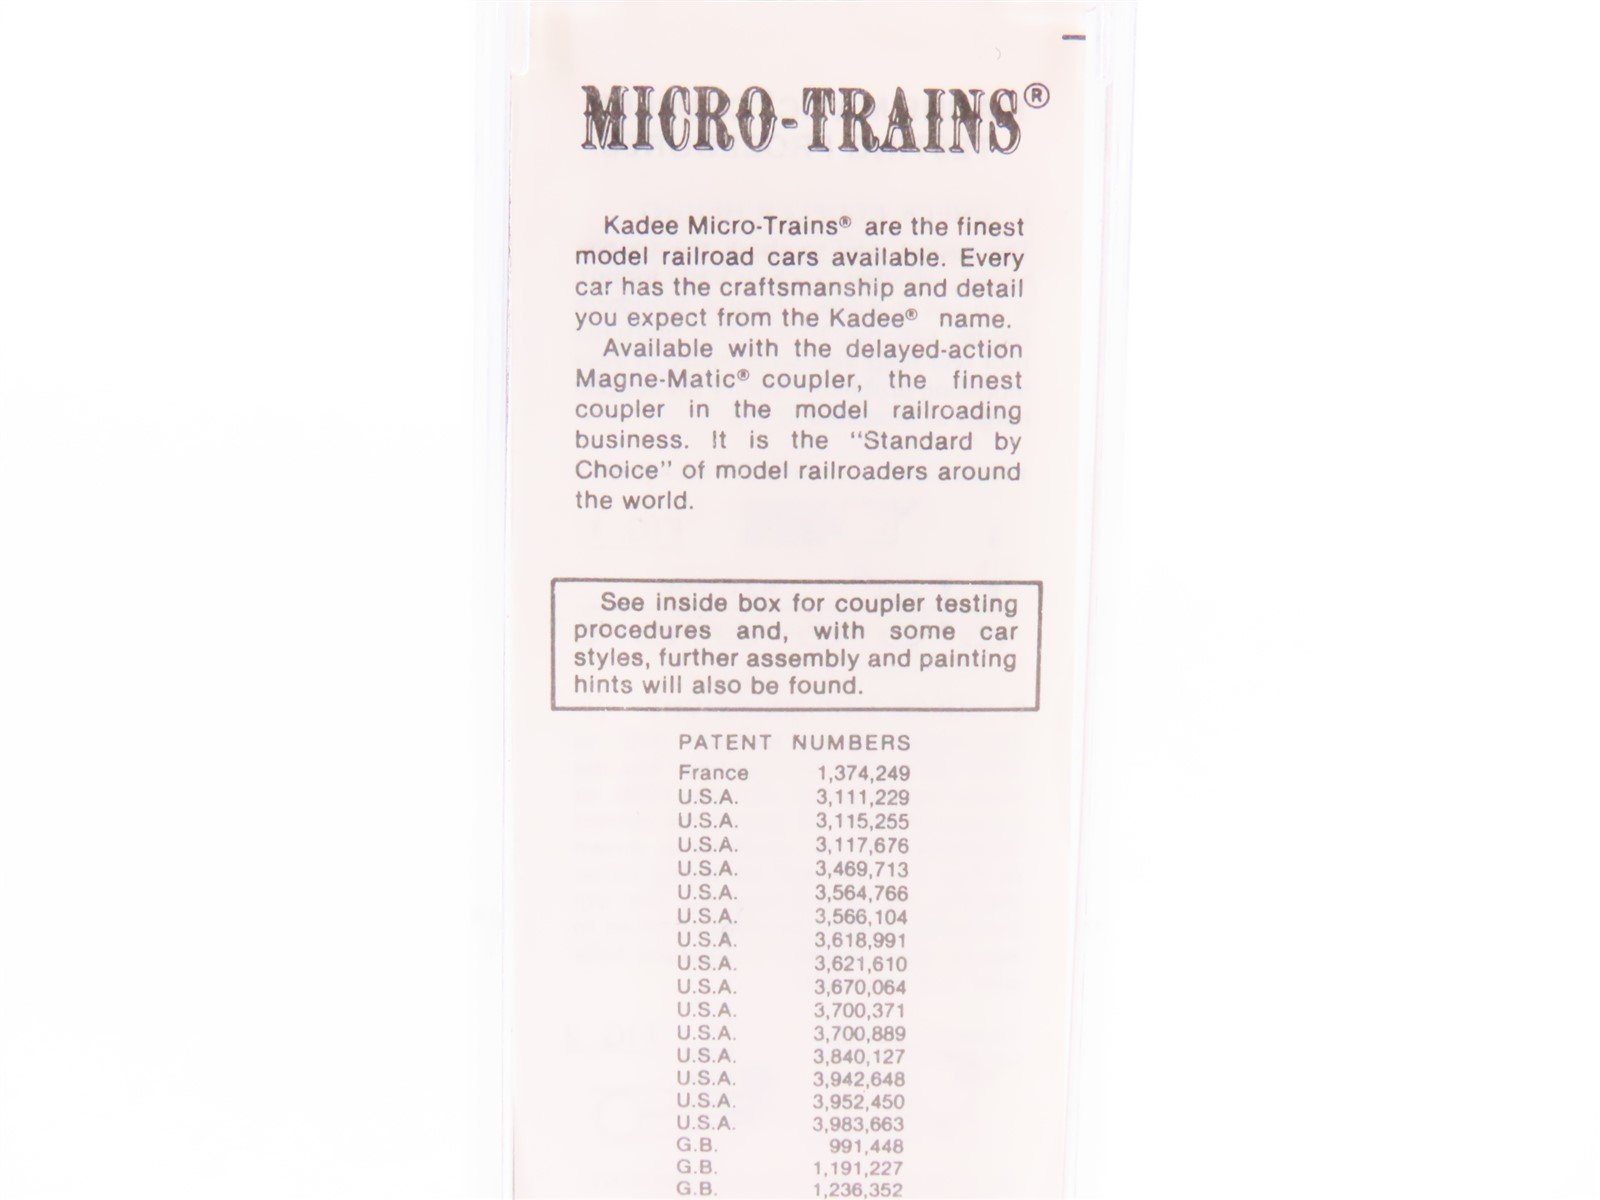 MICRO-TRAINS®
Kadee Micro-Trains® are the finest
model railroad cars available. Every
car has the craftsmanship and detail
you expect from the Kadee® name.
Available with the delayed-action
Magne-Matic® coupler, the finest
coupler in the model railroading
business. It is the "Standard by
Choice" of model railroaders around
the world.
See inside box for coupler testing
procedures and, with some car
styles, further assembly and painting
hints will also be found.
PATENT NUMBERS
France 1,374,249
U.S.A. 3,111,229
U.S.A. 3,115,255
U.S.A. 3,117,676
U.S.A. 3,469,713
U.S.A. 3,564,766
U.S.A. 3,566,104
U.S.A. 3,618,991
U.S.A. 3,621,610
U.S.A. 3,670,064
U.S.A. 3,700,371
U.S.A. 3,700,889
U.S.A. 3,840,127
U.S.A. 3,942,648
U.S.A. 3,952,450
U.S.A. 3,983,663
G.B. 991,448
G.B. 1,191,227
G.B. 1,236,352